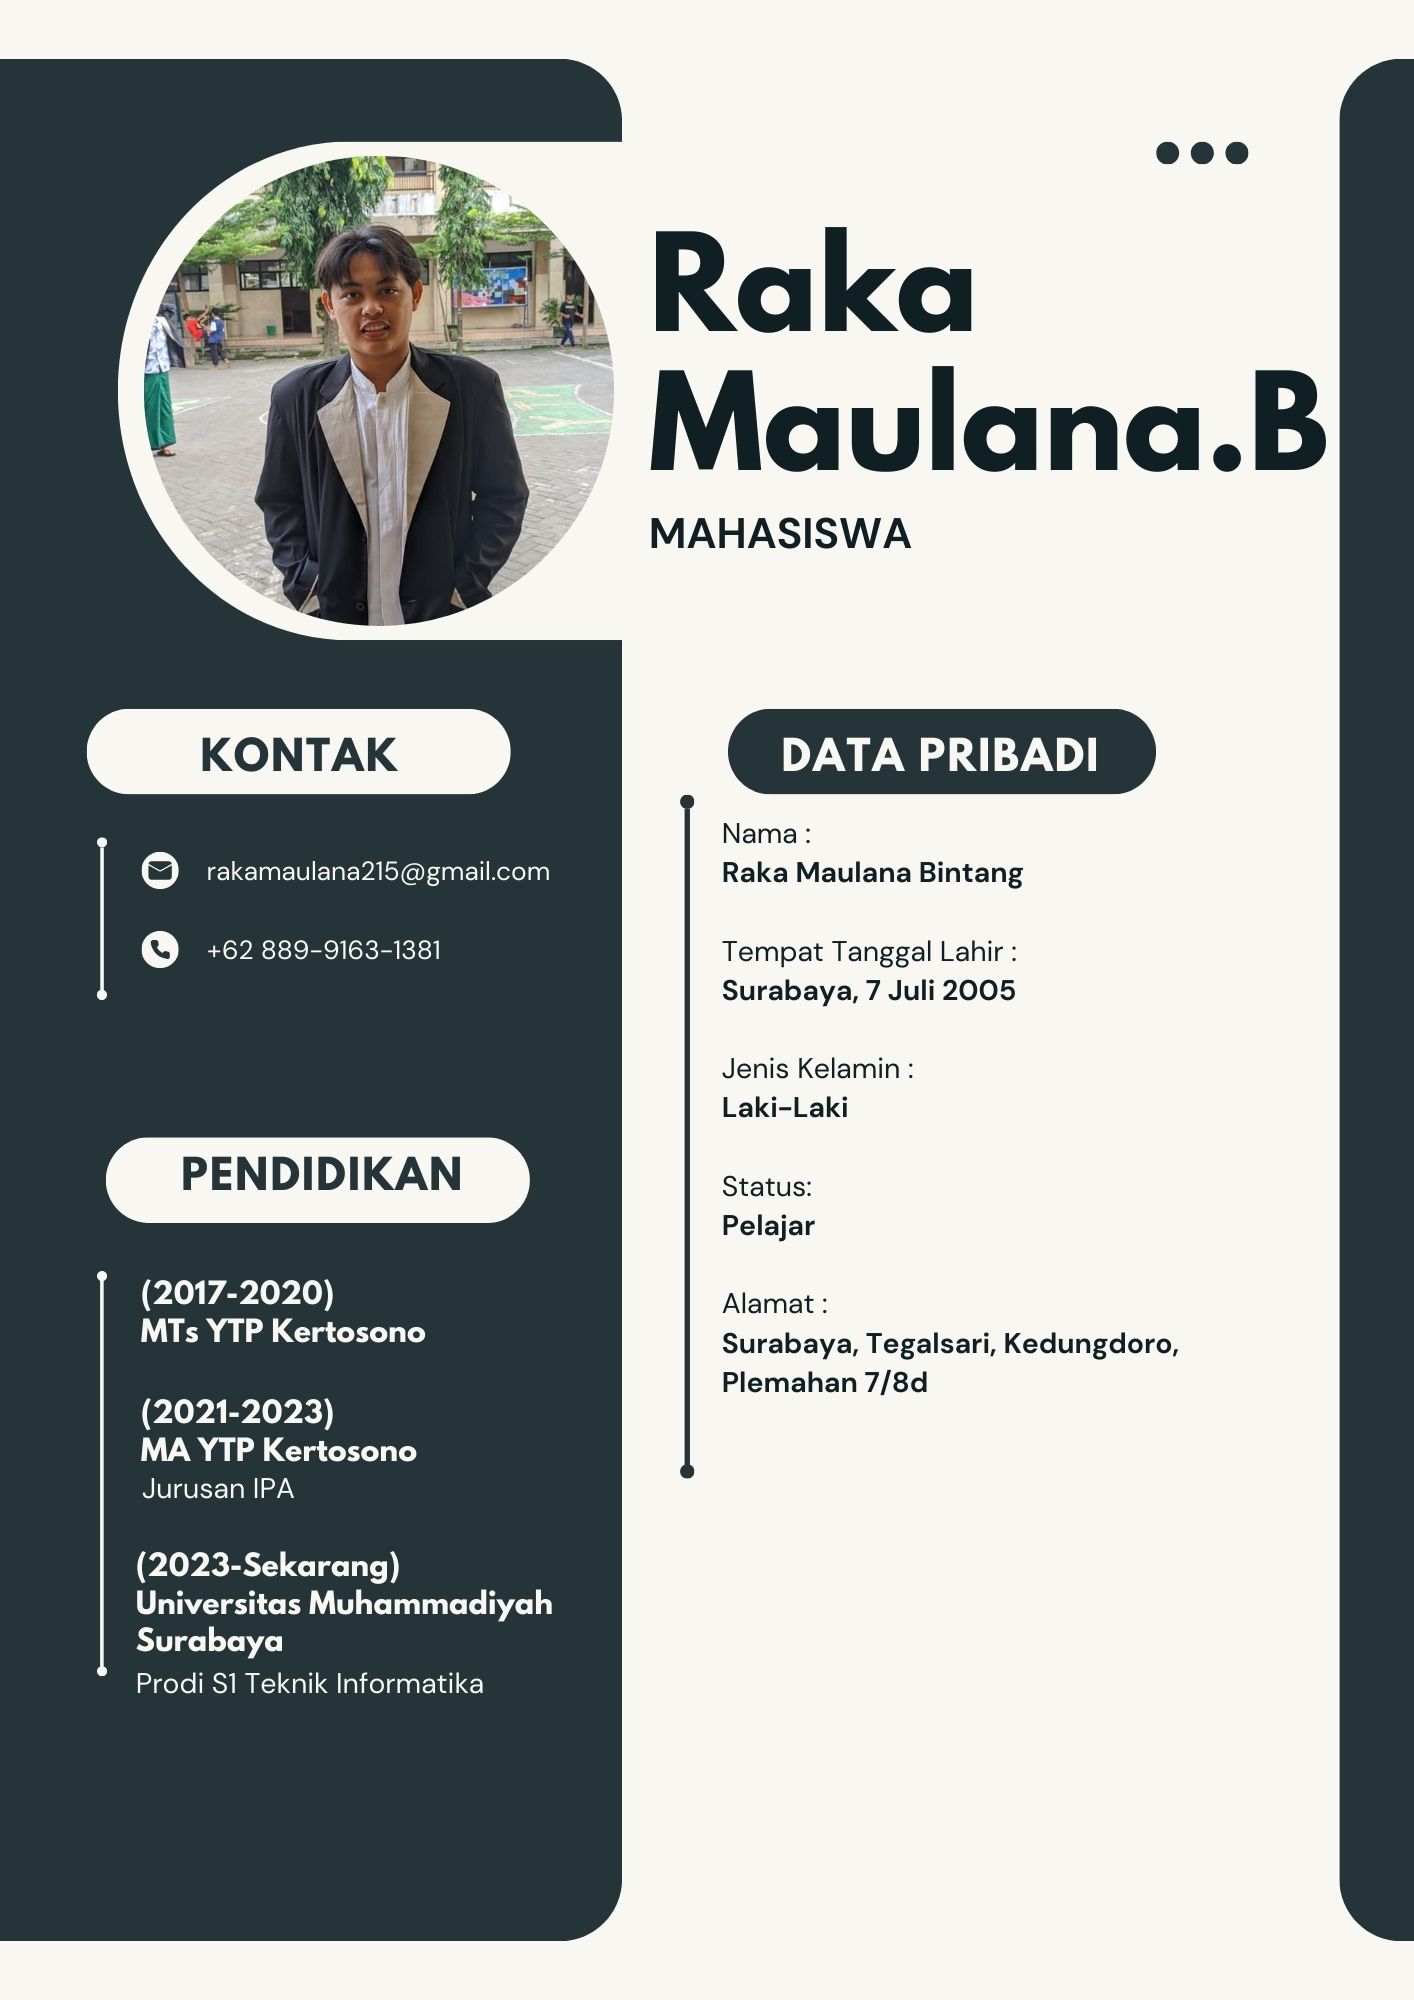 Raka
Maulana.B
MAHASISWA
KONTAK
rakamaulana215@gmail.com
+62 889-9163-1381
PENDIDIKAN
(2017-2020)
MTs YTP Kertosono
(2021-2023)
MA YTP Kertosono
Jurusan IPA
(2023-Sekarang)
Universitas Muhammadiyah
Surabaya
Prodi S1 Teknik Informatika
DATA PRIBADI
Nama :
Raka Maulana Bintang
Tempat Tanggal Lahir :
Surabaya, 7 Juli 2005
Jenis Kelamin :
Laki-Laki
Status:
Pelajar
Alamat :
Surabaya, Tegalsari, Kedungdoro,
Plemahan 7/8d